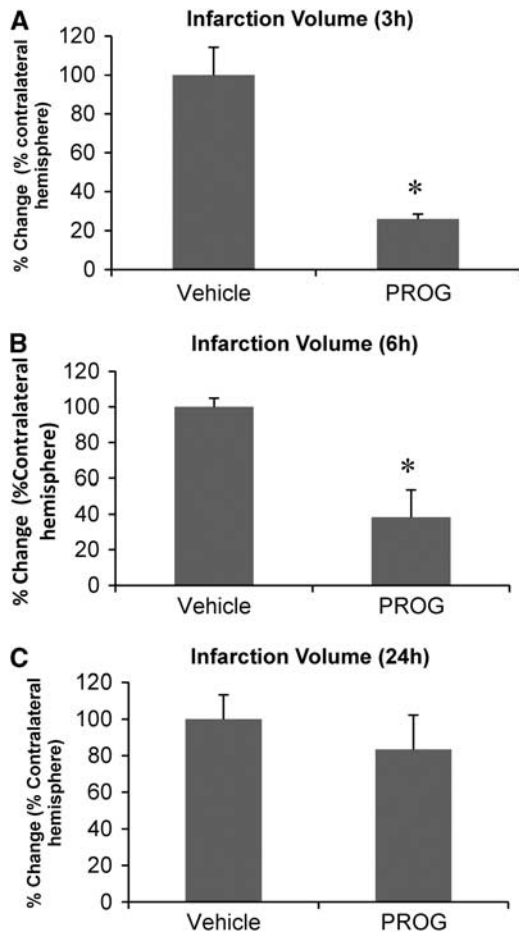 A
Infarction Volume (3h)
% Change (% contralateral
hemisphere)
120
100
80
60
40
20
0
*
Vehicle
PROG
B
Infarction Volume (6h)
% Change (%Contralateral
hemisphere)
120
100
80
60
40
20
0
*
Vehicle
PROG
C
Infarction Volume (24h)
% Change (% Contralateral
hemisphere)
120
100
80
60
40
20
0
Vehicle
PROG